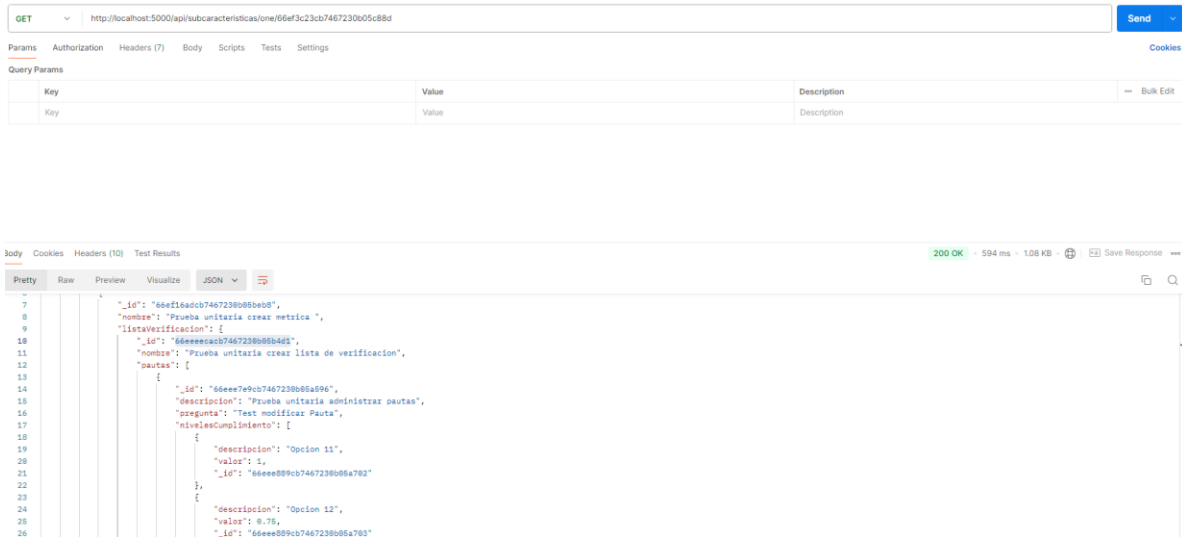 GET http://localhost:5000/api/subcaracteristicas/one/66ef3c23cb7467230b05c88d Send
Params Authorization Headers (7) Body Scripts Tests Settings Cookies
Query Params
Key Value Description Bulk Edit
Key Value Description
Body Cookies Headers (10) Test Results 200 OK 594 ms 1.08 KB Save Response
Pretty Raw Preview Visualize JSON
7 "_id": "66ef16adcb7467230b05beb8",
8 "nombre": "Prueba unitaria crear metrica ",
9 "listaVerificacion": {
10 "_id": "66eeeecacb7467230b05b4d1",
11 "nombre": "Prueba unitaria crear lista de verificacion",
12 "pautas": [
13 {
14 "_id": "66eee7e9cb7467230b05a596",
15 "descripcion": "Prueba unitaria administrar pautas",
16 "pregunta": "Test modificar Pauta",
17 "nivelesCumplimiento": [
18 {
19 "descripcion": "Opcion 11",
20 "valor": 1,
21 "_id": "66eee889cb7467230b05a702"
22 },
23 {
24 "descripcion": "Opcion 12",
25 "valor": 0.75,
26 "_id": "66eee889cb7467230b05a703"